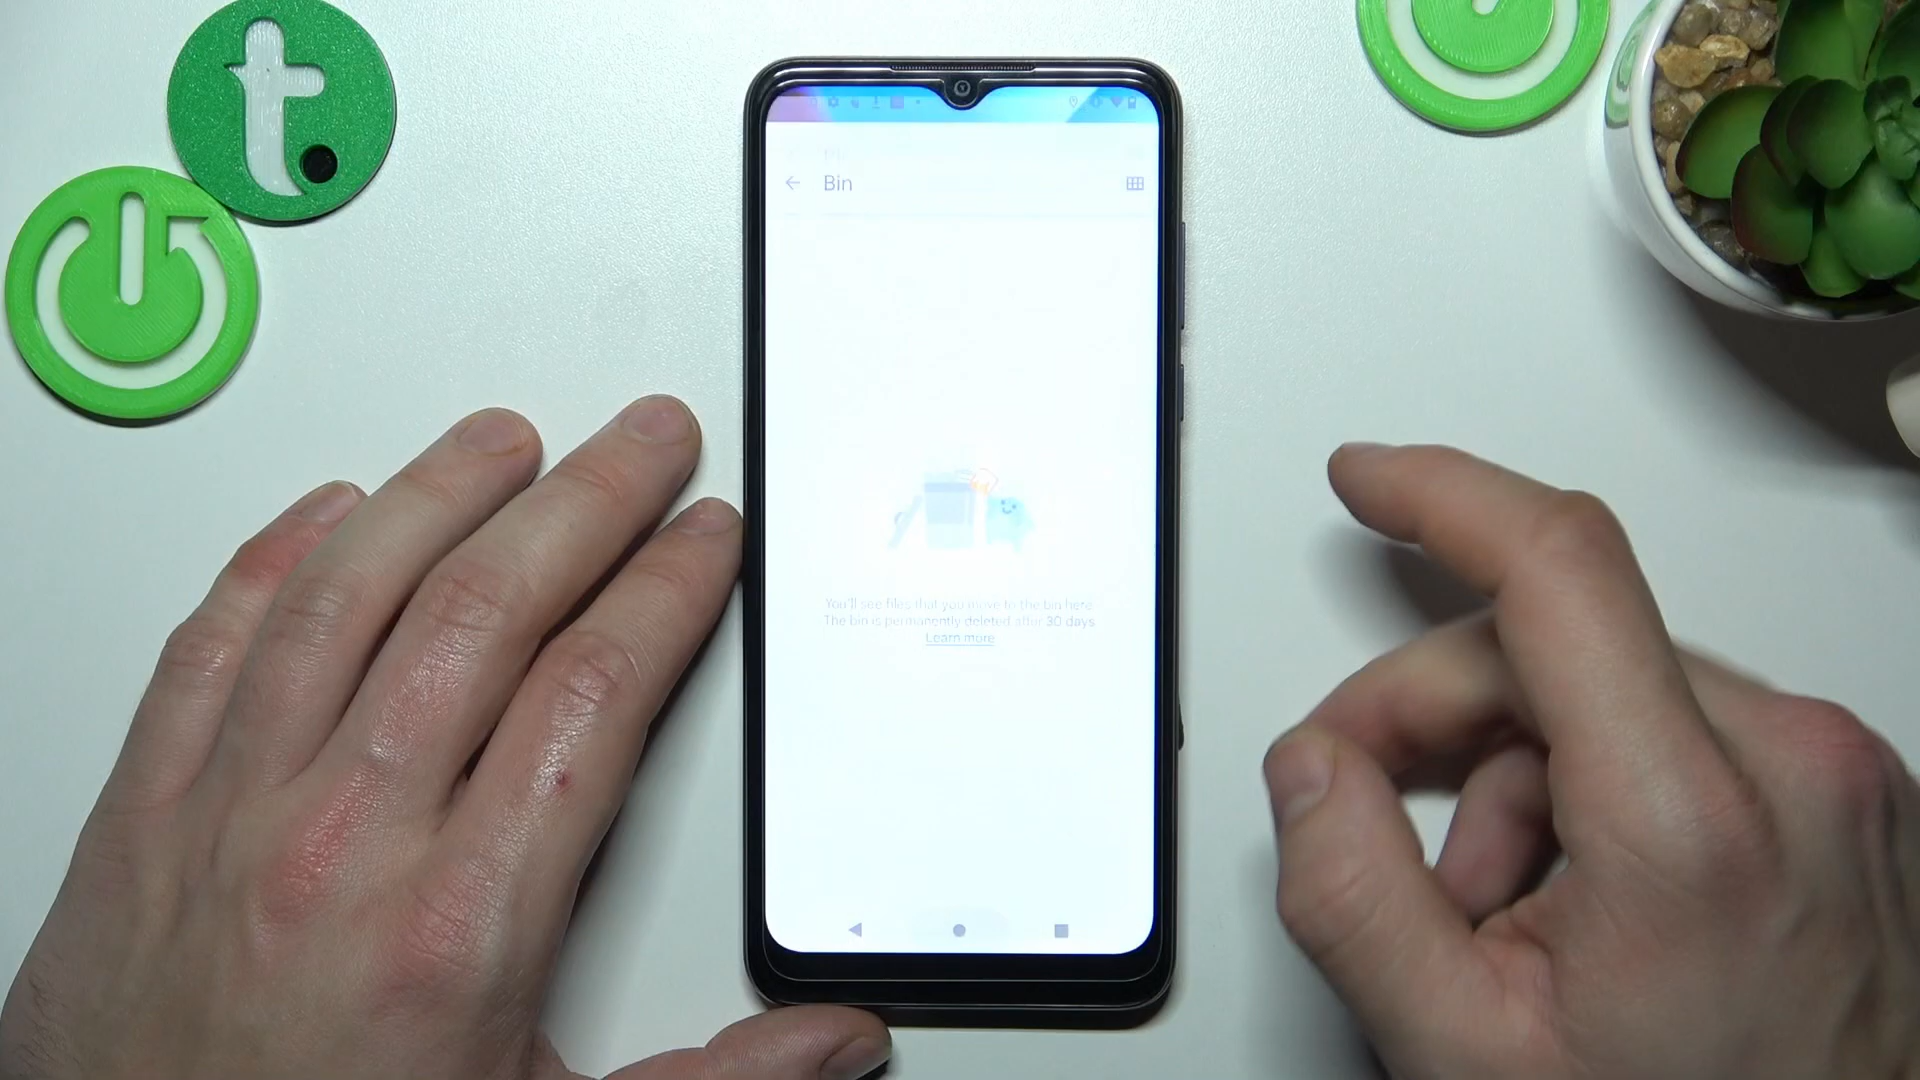 t.
Bin
You'll see files that you move to the bin here
The bin is permanently deleted after 30 days
Learn more